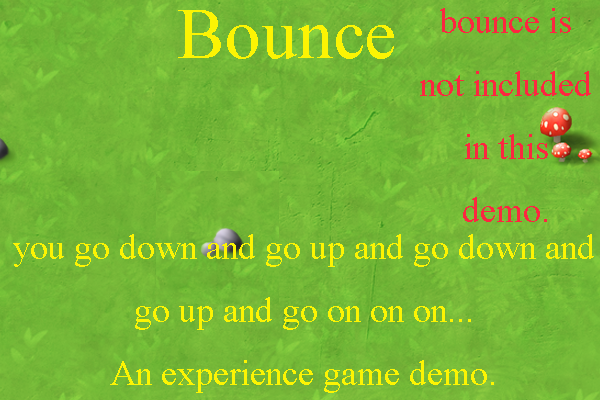 Bounce
bounce is
not included
in this
demo.
you go down and go up and go down and
go up and go on on on...
An experience game demo.